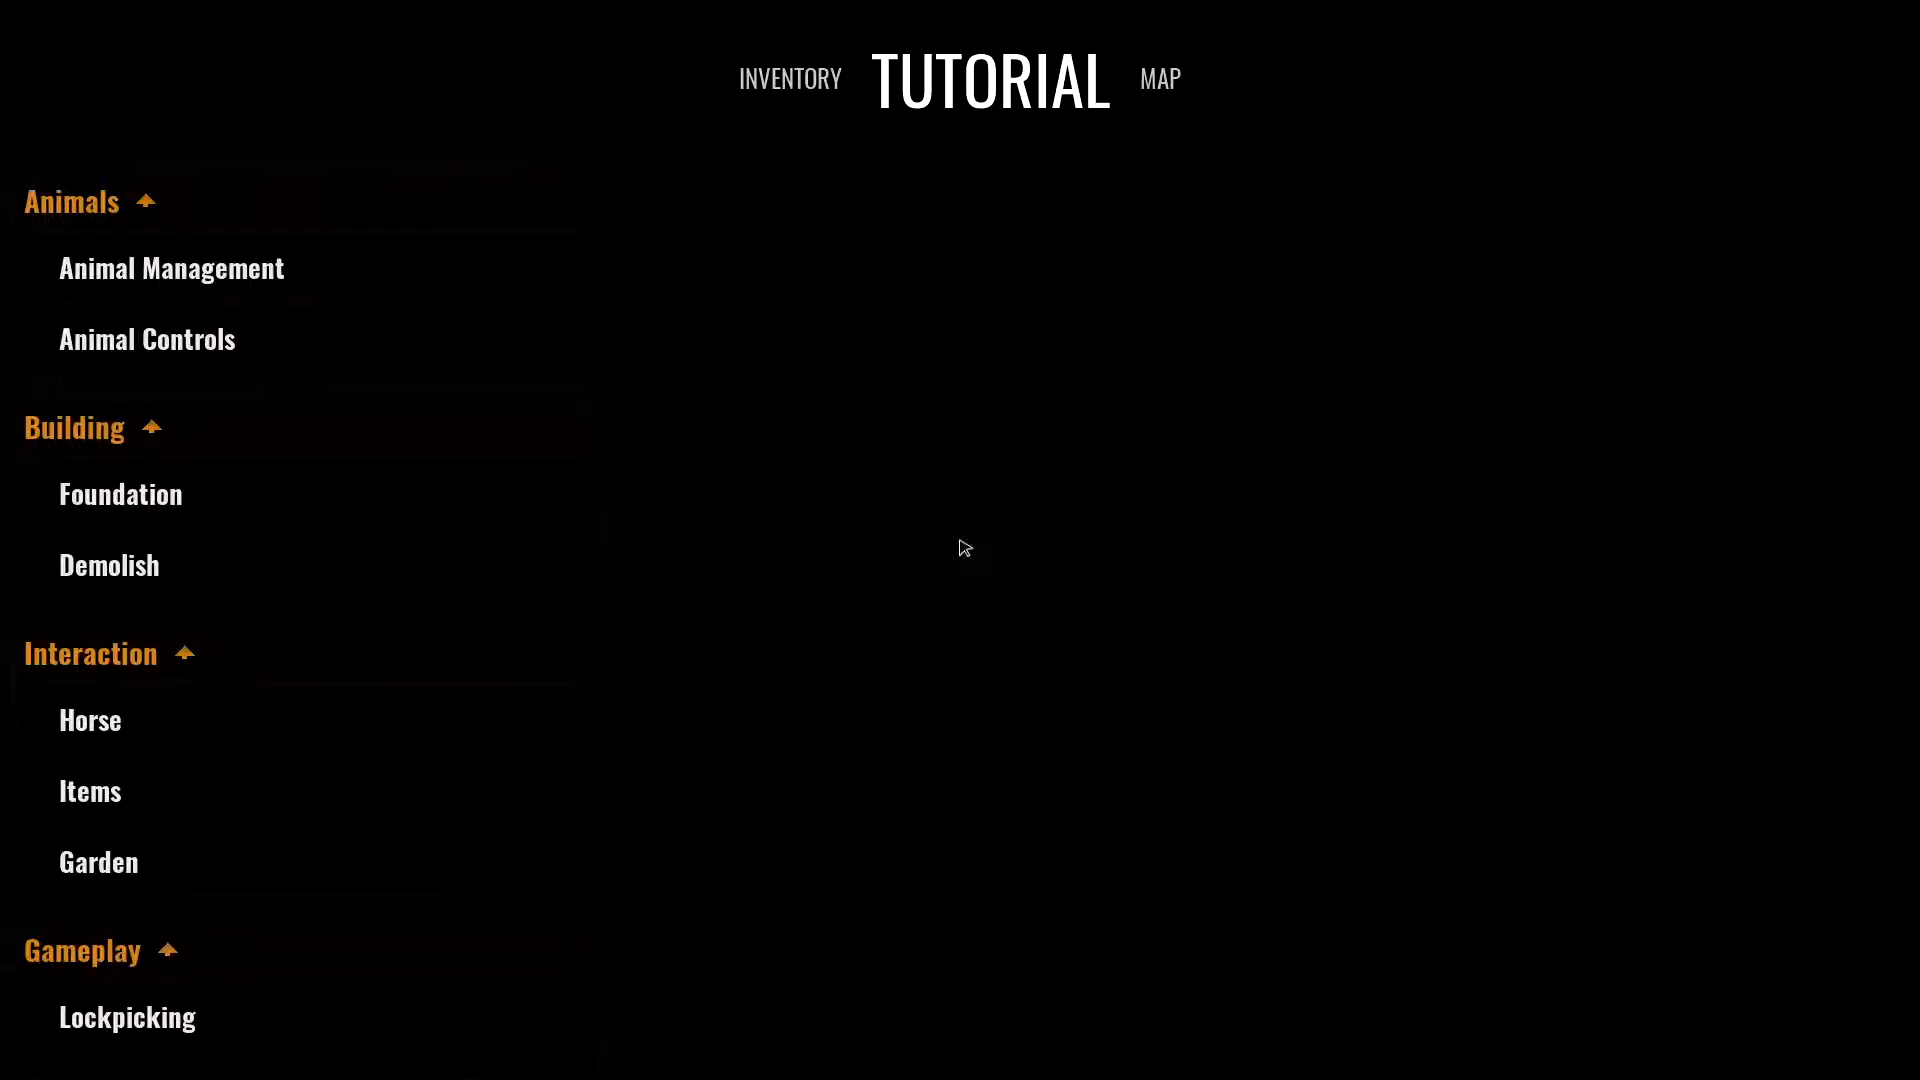 INVENTORY TUTORIAL MAP
Animals
Animal Management
Animal Controls
Building
Foundation
Demolish
Interaction
Horse
Items
Garden
Gameplay
Lockpicking